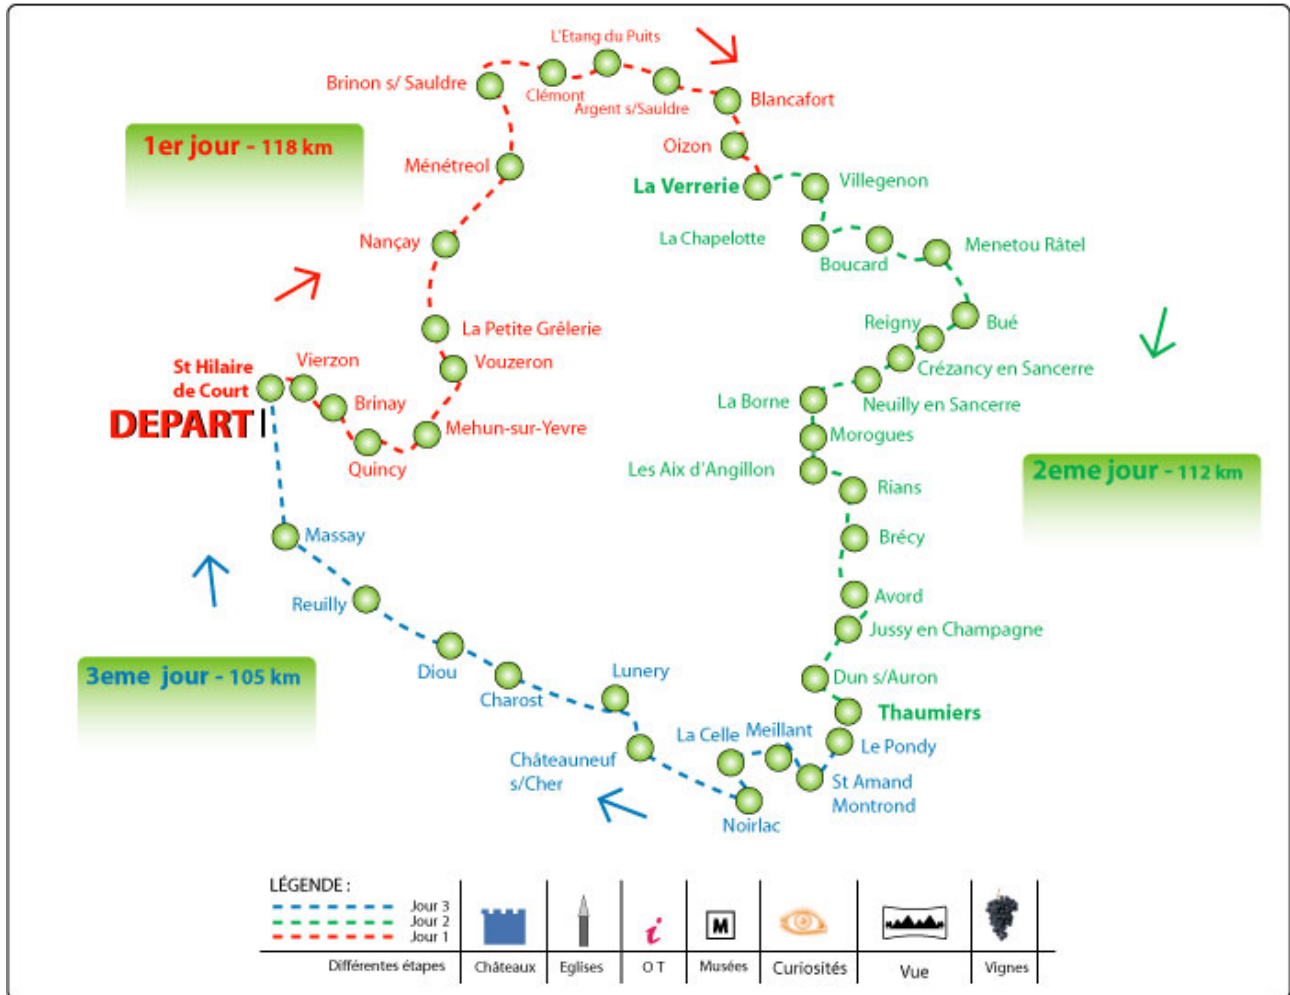 L'Etang du Puits
Brinon s/ Sauldre
Clémont
Argent s/Sauldre
Blancafort
1er jour - 118 km
Oizon
Ménétreol
La Verrerie
Villegenon
Nançay
La Chapelotte
Boucard
Menetou Râtel
La Petite Grêlerie
Reigny
Bué
St Hilaire
de Court
DEPART
Vierzon
Vouzeron
Crézancy en Sancerre
Brinay
La Borne
Neuilly en Sancerre
Mehun-sur-Yevre
Morogues
Quincy
Les Aix d'Angillon
2eme jour - 112 km
Rians
Massay
Brécy
Reuilly
Avord
Jussy en Champagne
3eme jour - 105 km
Diou
Lunery
Dun s/Auron
Charost
Thaumiers
La Celle
Meillant
Le Pondy
Châteauneuf
s/Cher
St Amand
Montrond
Noirlac
LÉGENDE :
Jour 3
Jour 2
Jour 1
M
Différentes étapes
Châteaux
Eglises
O T
Musées
Curiosités
Vue
Vignes